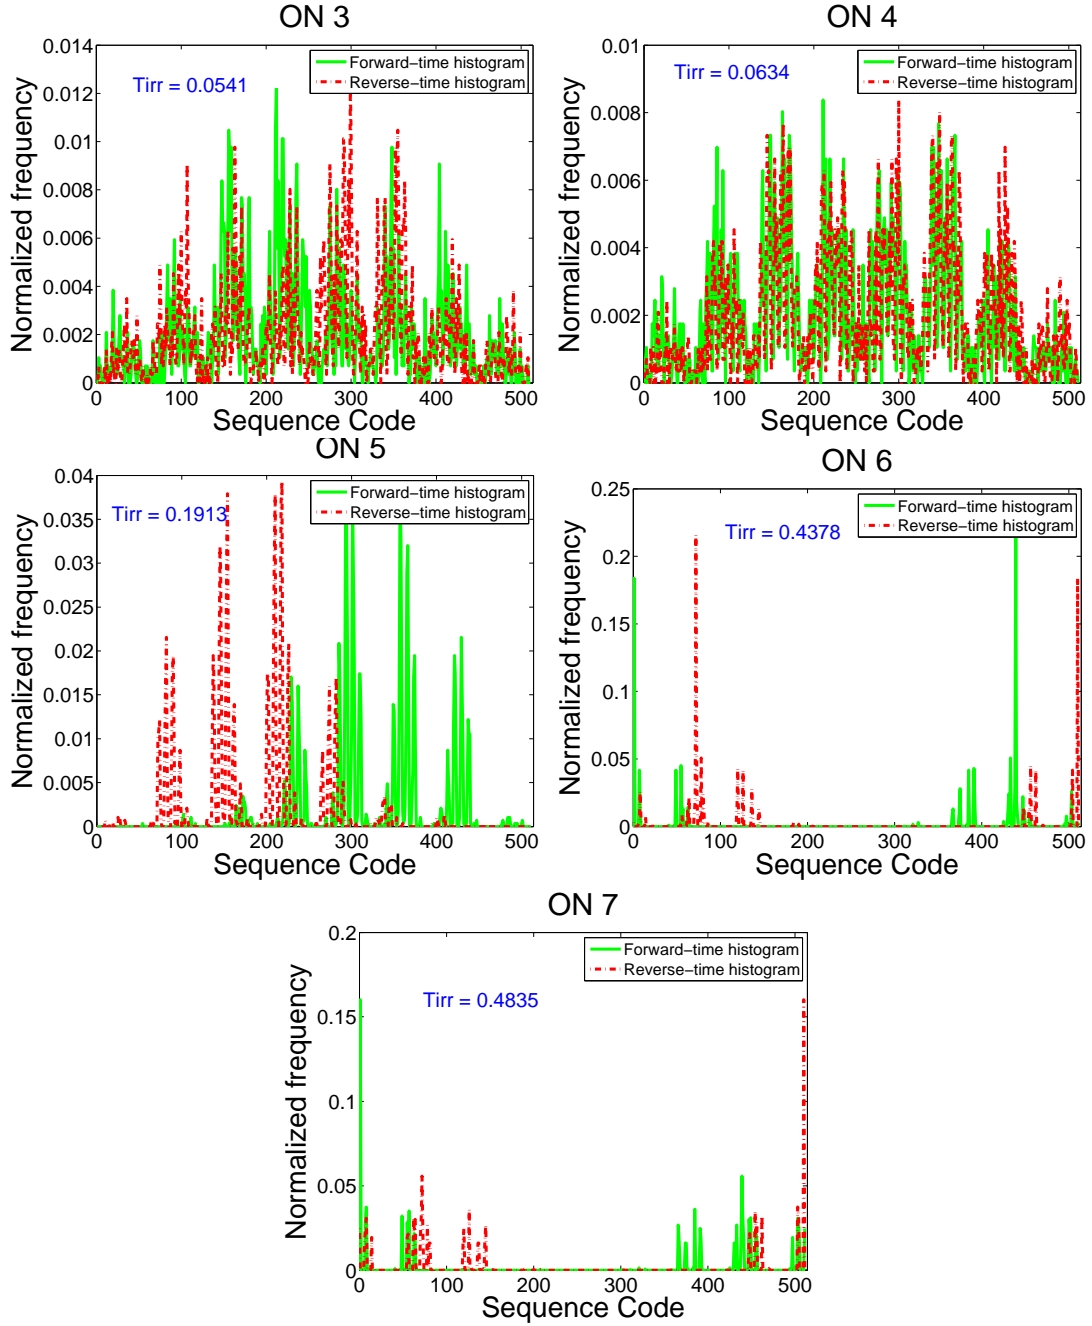 ON 3
0.014
0.012
0.01
0.008
0.006
0.004
0.002
0
Normalized frequency
Tirr = 0.0541
Forward−time histogram
Reverse−time histogram
0 100 200 300 400 500
Sequence Code
ON 4
0.01
0.008
0.006
0.004
0.002
0
Normalized frequency
Tirr = 0.0634
Forward−time histogram
Reverse−time histogram
0 100 200 300 400 500
Sequence Code
ON 5
0.04
0.035
0.03
0.025
0.02
0.015
0.01
0.005
0
Normalized frequency
Tirr = 0.1913
Forward−time histogram
Reverse−time histogram
0 100 200 300 400 500
Sequence Code
ON 6
0.25
0.2
0.15
0.1
0.05
0
Normalized frequency
Tirr = 0.4378
Forward−time histogram
Reverse−time histogram
0 100 200 300 400 500
Sequence Code
ON 7
0.2
0.15
0.1
0.05
0
Normalized frequency
Tirr = 0.4835
Forward−time histogram
Reverse−time histogram
0 100 200 300 400 500
Sequence Code